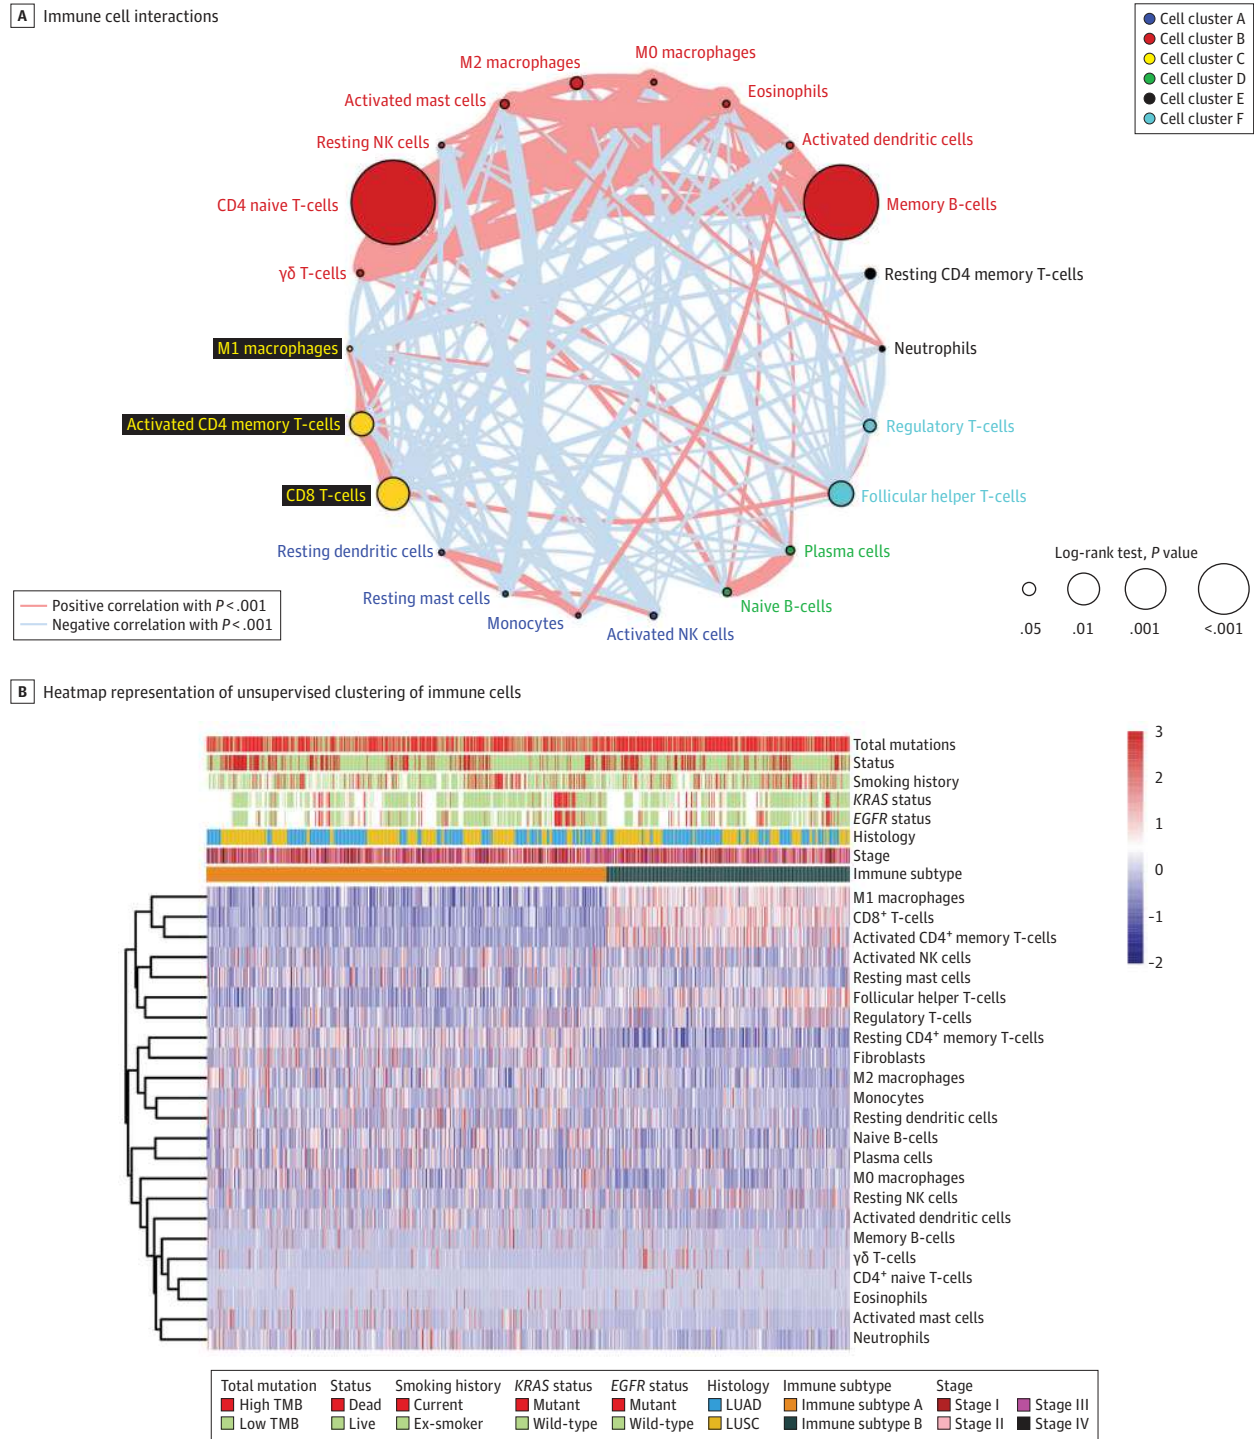 A Immune cell interactions
Cell cluster A
Cell cluster B
Cell cluster C
Cell cluster D
Cell cluster E
Cell cluster F
M0 macrophages
M2 macrophages
Eosinophils
Activated mast cells
Activated dendritic cells
Resting NK cells
CD4 naive T-cells
Memory B-cells
γδ T-cells
Resting CD4 memory T-cells
M1 macrophages
Neutrophils
Activated CD4 memory T-cells
Regulatory T-cells
CD8 T-cells
Follicular helper T-cells
Resting dendritic cells
Plasma cells
Resting mast cells
Naive B-cells
Monocytes
Activated NK cells
Positive correlation with P<.001
Negative correlation with P<.001
Log-rank test, P value
.05 .01 .001 <.001
B Heatmap representation of unsupervised clustering of immune cells
Total mutations
Status
Smoking history
KRAS status
EGFR status
Histology
Stage
Immune subtype
M1 macrophages
CD8+ T-cells
Activated CD4+ memory T-cells
Activated NK cells
Resting mast cells
Follicular helper T-cells
Regulatory T-cells
Resting CD4+ memory T-cells
Fibroblasts
M2 macrophages
Monocytes
Resting dendritic cells
Naive B-cells
Plasma cells
M0 macrophages
Resting NK cells
Activated dendritic cells
Memory B-cells
γδ T-cells
CD4+ naive T-cells
Eosinophils
Activated mast cells
Neutrophils
3
2
1
0
-1
-2
Total mutation Status Smoking history KRAS status EGFR status Histology Immune subtype Stage
High TMB Dead Current Mutant Mutant LUAD Immune subtype A Stage I Stage III
Low TMB Live Ex-smoker Wild-type Wild-type LUSC Immune subtype B Stage II Stage IV